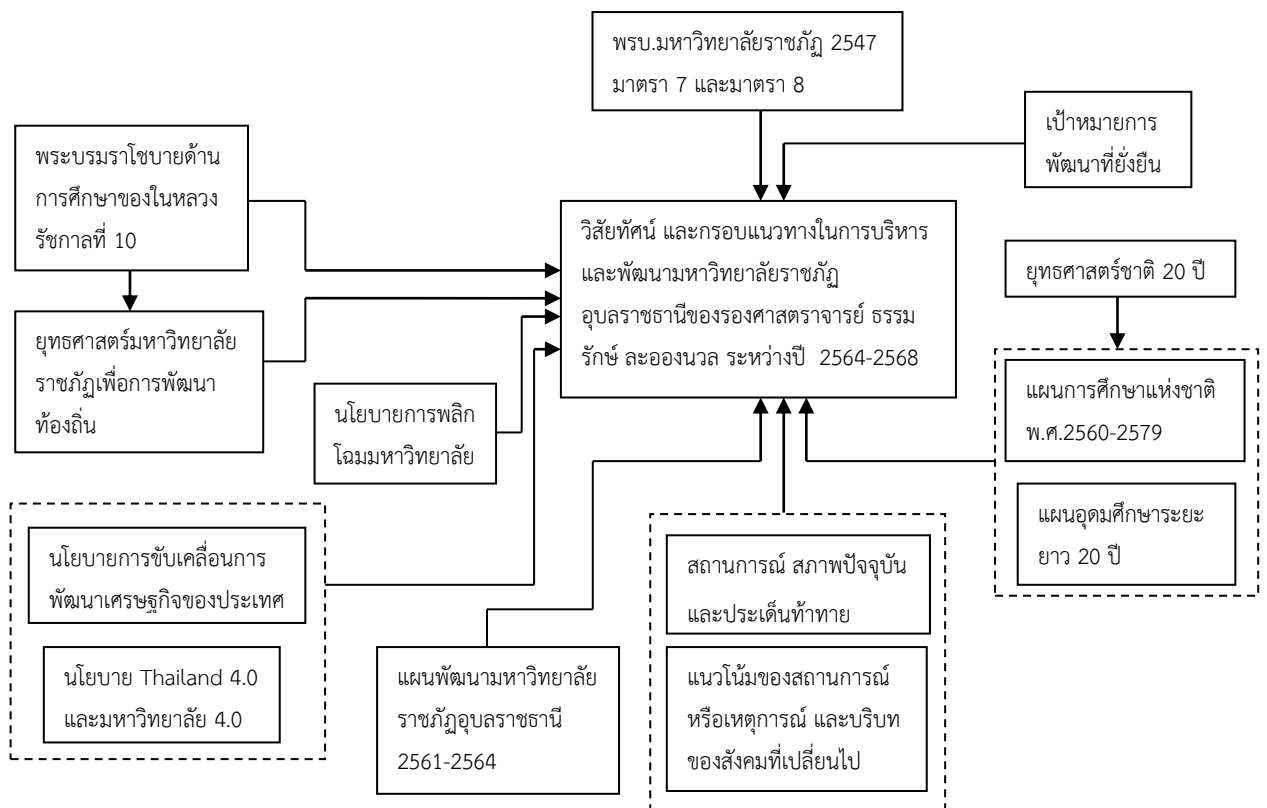 พรบ.มหาวิทยาลัยราชภัฏ 2547
มาตรา 7 และมาตรา 8
เป้าหมายการ
พัฒนาที่ยั่งยืน
พระบรมราโชบายด้าน
การศึกษาของในหลวง
รัชกาลที่ 10
วิสัยทัศน์ และกรอบแนวทางในการบริหาร
และพัฒนามหาวิทยาลัยราชภัฏ
อุบลราชธานีของรองศาสตราจารย์ ธรรม
รักษ์ ละอองนวล ระหว่างปี 2564-2568
ยุทธศาสตร์ชาติ 20 ปี
ยุทธศาสตร์มหาวิทยาลัย
ราชภัฏเพื่อการพัฒนา
ท้องถิ่น
แผนการศึกษาแห่งชาติ
พ.ศ.2560-2579
นโยบายการพลิก
โฉมมหาวิทยาลัย
แผนอุดมศึกษาระยะ
ยาว 20 ปี
นโยบายการขับเคลื่อนการ
พัฒนาเศรษฐกิจของประเทศ
สถานการณ์ สภาพปัจจุบัน
และประเด็นท้าทาย
นโยบาย Thailand 4.0
และมหาวิทยาลัย 4.0
แผนพัฒนามหาวิทยาลัย
ราชภัฏอุบลราชธานี
2561-2564
แนวโน้มของสถานการณ์
หรือเหตุการณ์ และบริบท
ของสังคมที่เปลี่ยนไป